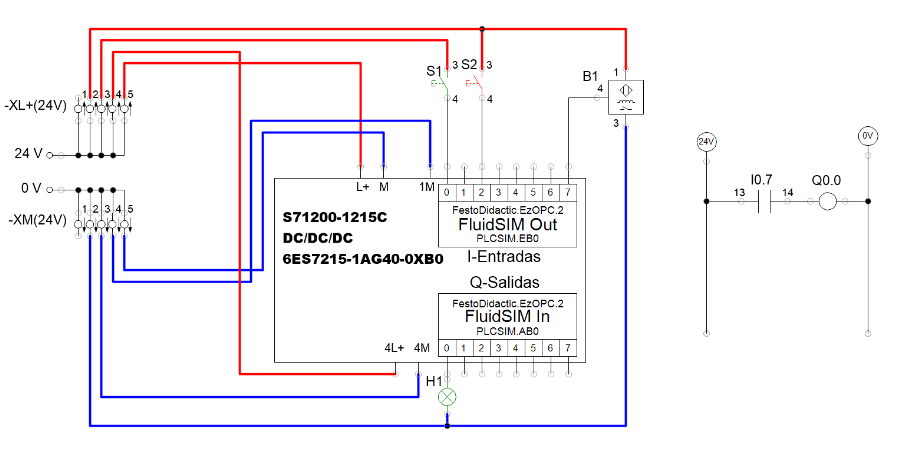 1 2 3 4 5
-XL+(24V)
24 V
0 V
-XM(24V)
1 2 3 4 5
S1
3
4
S2
3
4
B1
1
4
3
L+ M 1M
0 1 2 3 4 5 6 7
S71200-1215C
DC/DC/DC
6ES7215-1AG40-0XB0
FestoDidactic.EzOPC.2
FluidSIM Out
PLCSIM.EB0
I-Entradas
Q-Salidas
FestoDidactic.EzOPC.2
FluidSIM In
PLCSIM.AB0
4L+ 4M
0 1 2 3 4 5 6 7
H1
24V
0V
I0.7
13 14
Q0.0